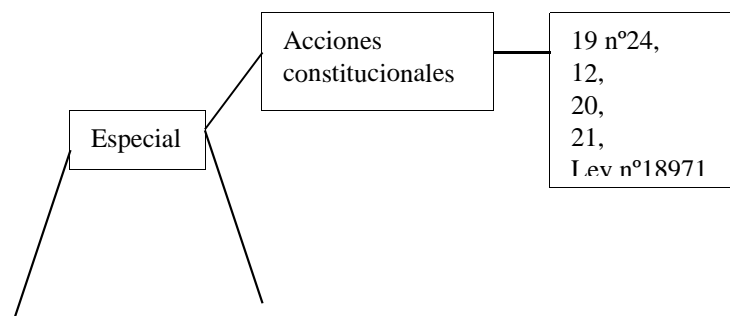 Acciones
constitucionales
19 nº24,
12,
20,
21,
Ley nº18971
Especial